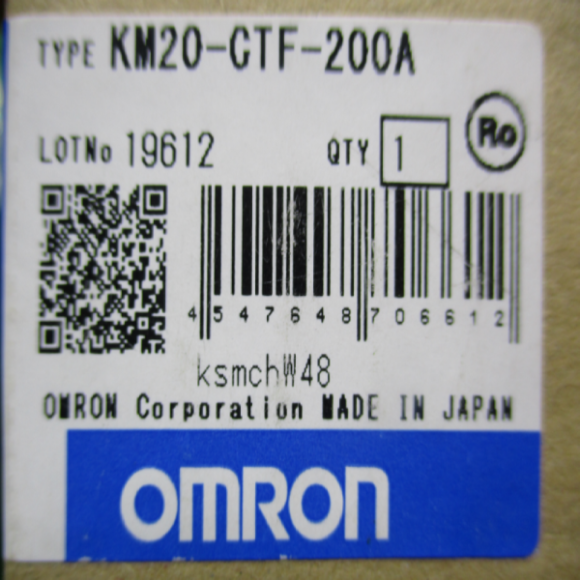 TYPE KM20-CTF-200A
LOTNo 19612 QTY 1
Ro
4 547648 706612
ksmchW48
OMRON Corporation MADE IN JAPAN
OMRON